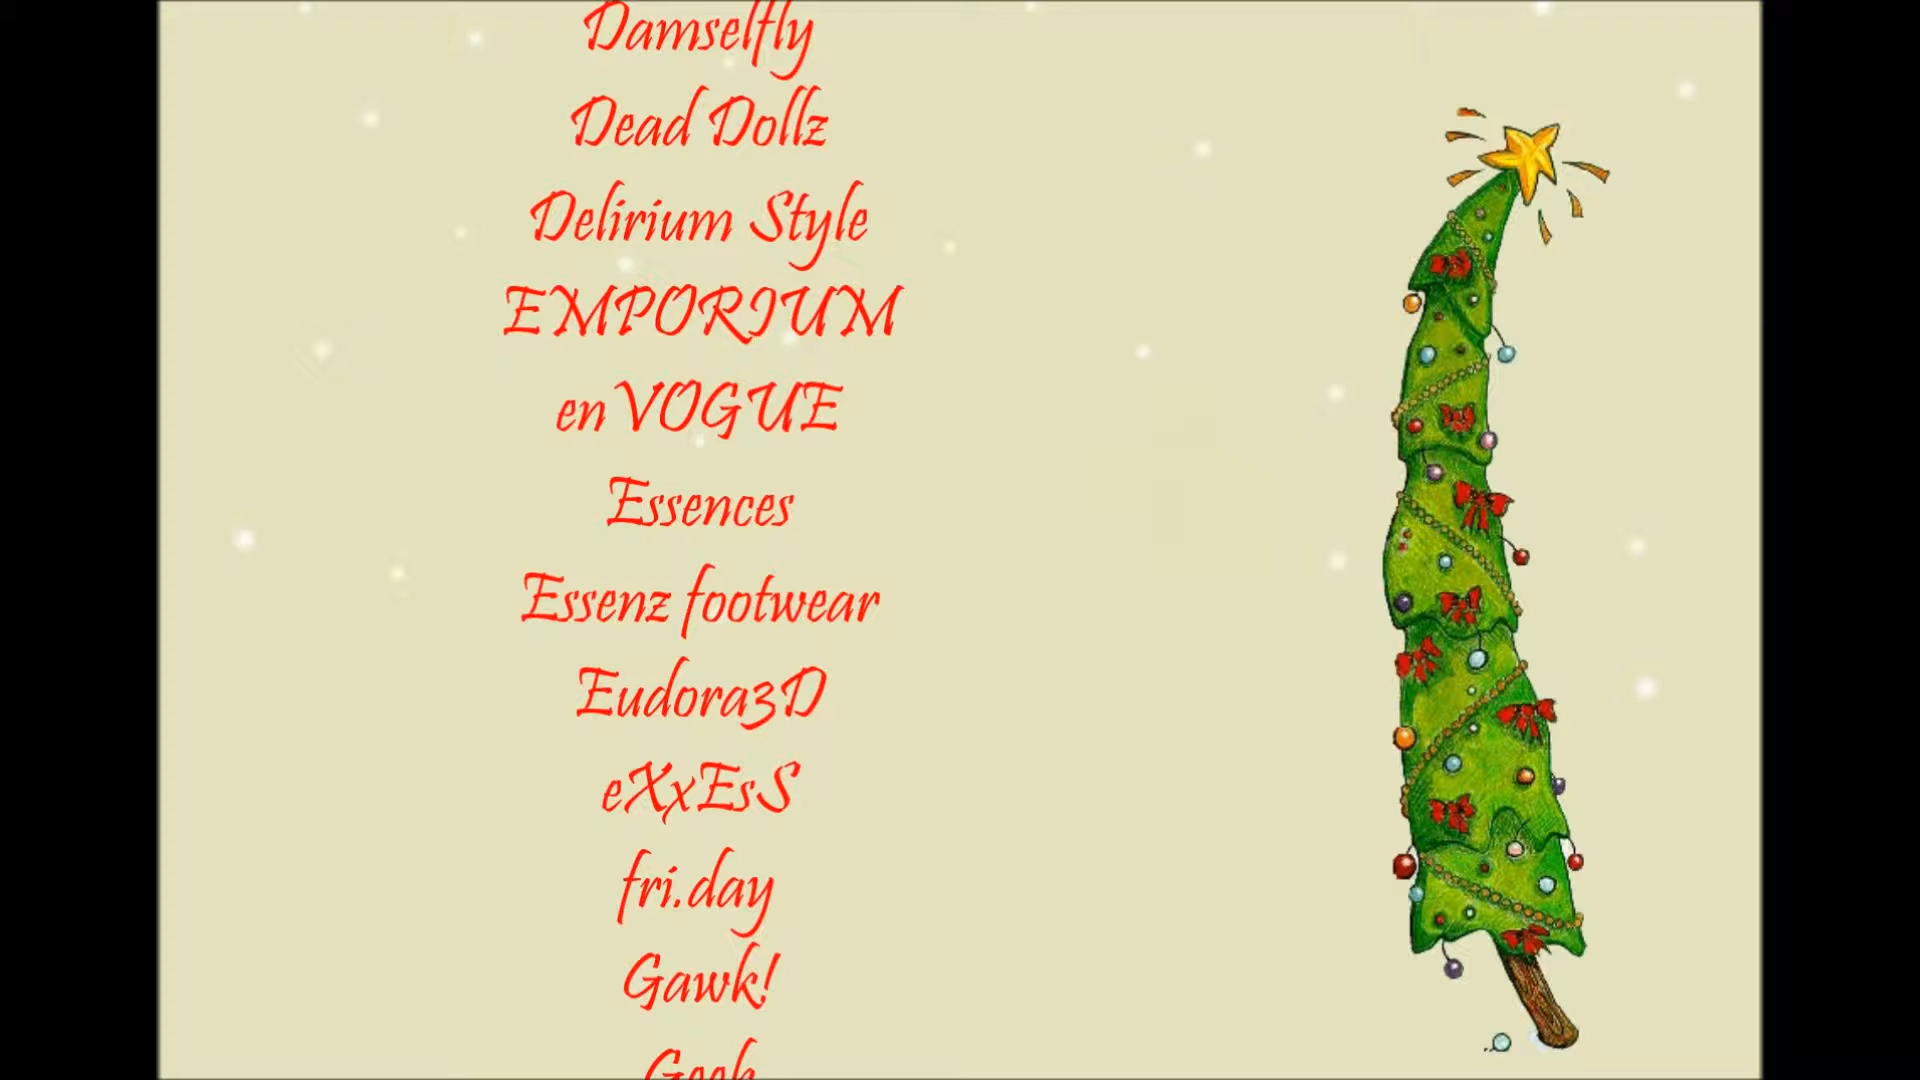 Damselfly
Dead Dollz
Delirium Style
EMPORIUM
en VOGUE
Essences
Essenz footwear
Eudora3D
eXxEsS
fri.day
Gawk!